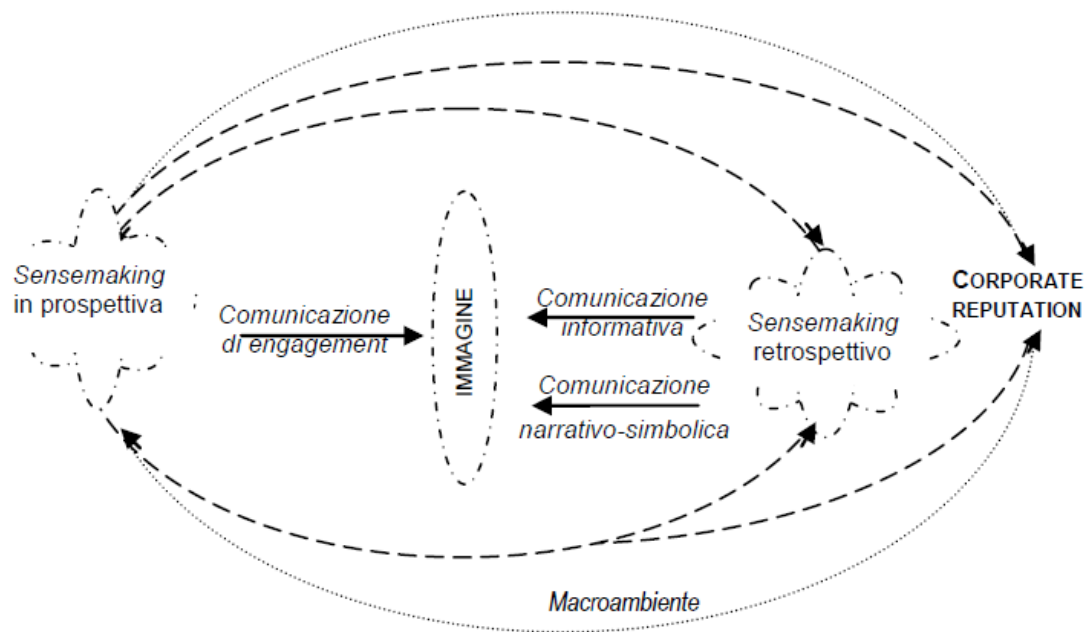 Sensemaking
in prospettiva
Comunicazione
di engagement
IMMAGINE
Comunicazione
informativa
Comunicazione
narrativo-simbolica
Sensemaking
retrospettivo
CORPORATE
REPUTATION
Macroambiente